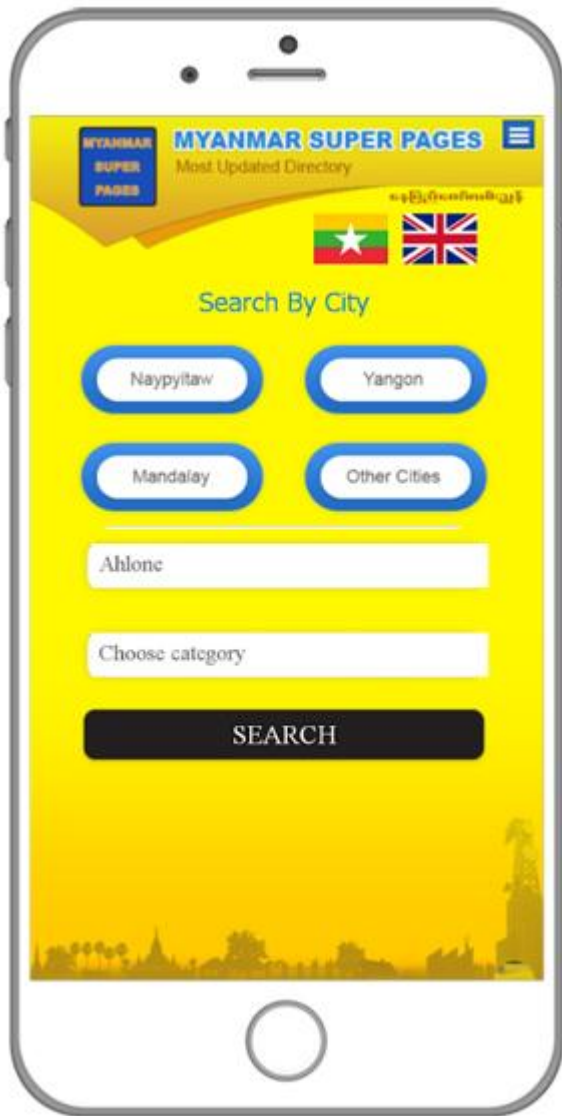 MYANMAR
SUPER
PAGES
MYANMAR SUPER PAGES
Most Updated Directory
Search By City
Naypyitaw
Yangon
Mandalay
Other Cities
Ahlone
Choose category
SEARCH